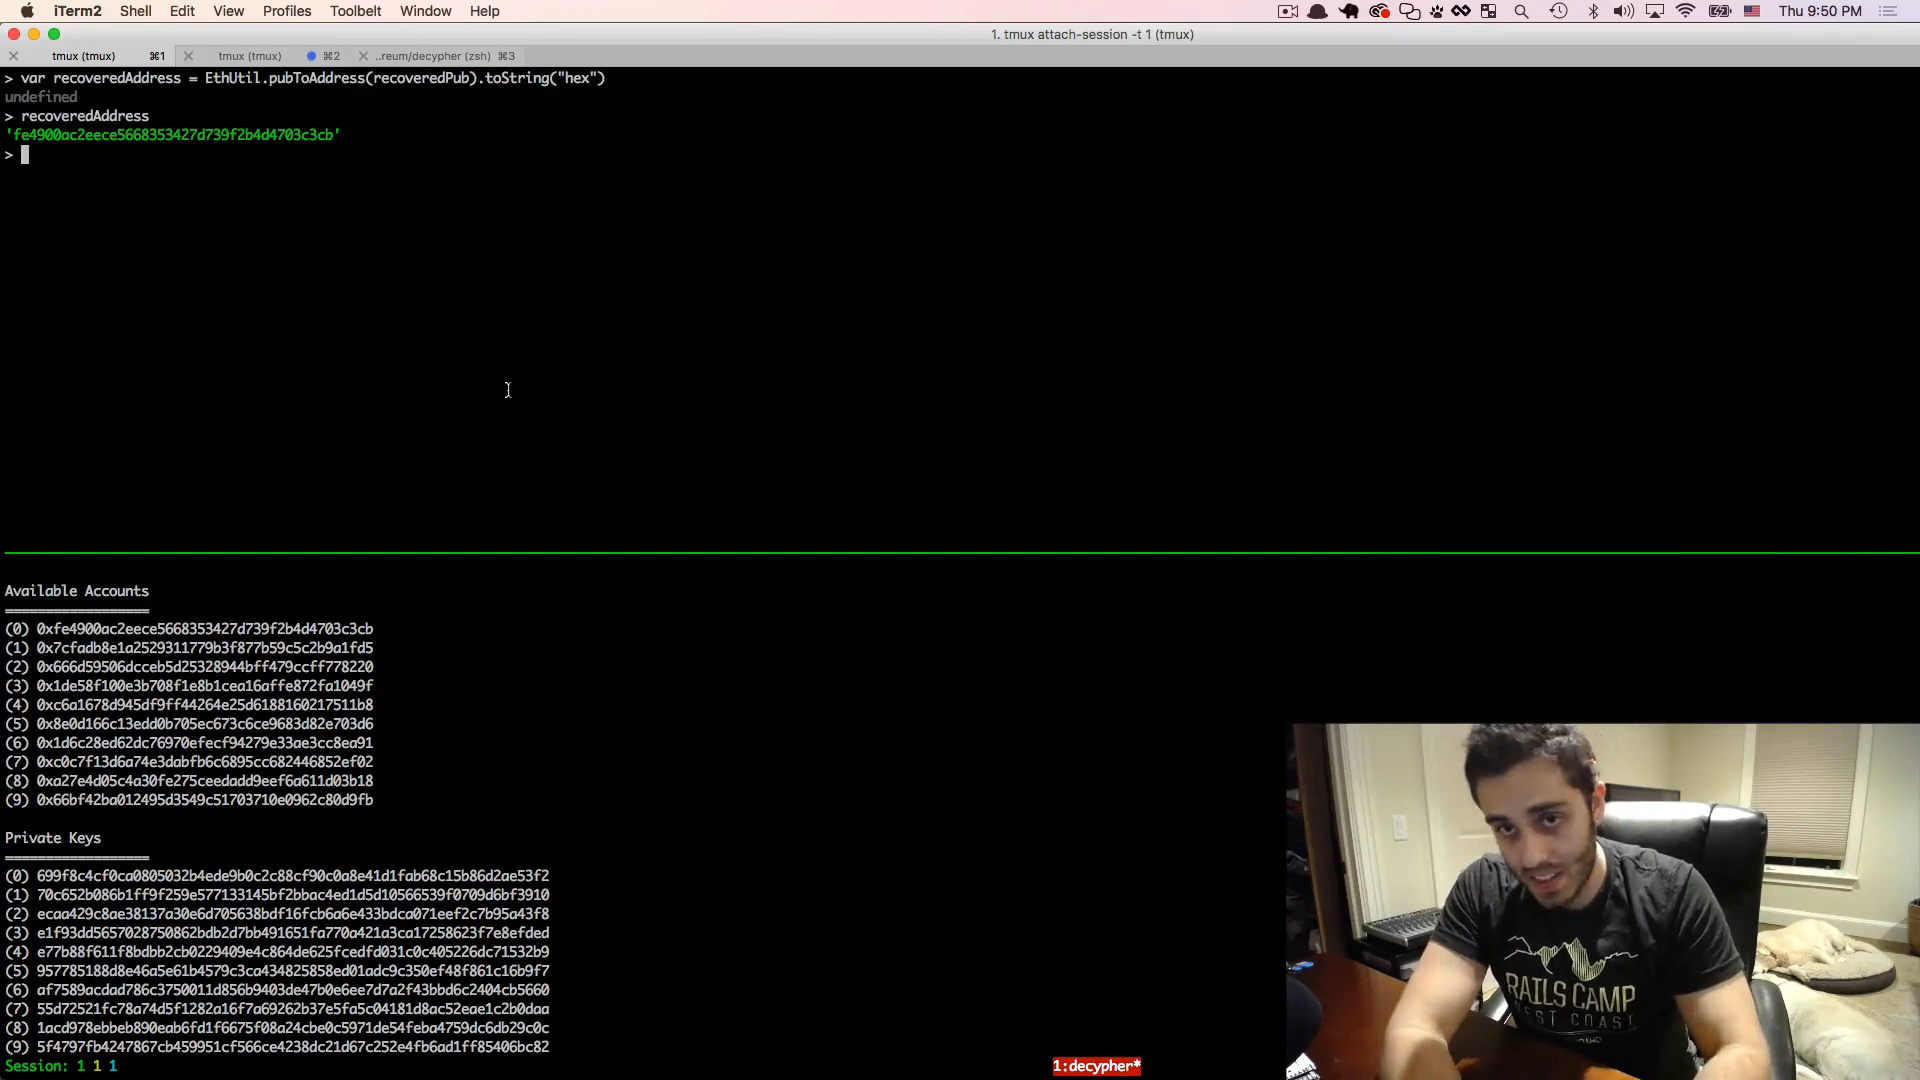 iTerm2 Shell Edit View Profiles Toolbelt Window Help Thu 9:50 PM
1. tmux attach-session -t 1 (tmux)
tmux (tmux) ⌘1 tmux (tmux) ⌘2 ..reum/decypher (zsh) ⌘3
> var recoveredAddress = EthUtil.pubToAddress(recoveredPub).toString("hex")
undefined
> recoveredAddress
'fe4900ac2eece5668353427d739f2b4d4703c3cb'
>
Available Accounts
==================
(0) 0xfe4900ac2eece5668353427d739f2b4d4703c3cb
(1) 0x7cfadb8e1a2529311779b3f877b59c5c2b9a1fd5
(2) 0x666d59506dcceb5d25328944bff479ccff778220
(3) 0x1de58f100e3b708f1e8b1cea16affe872fa1049f
(4) 0xc6a1678d945df9ff44264e25d6188160217511b8
(5) 0x8e0d166c13edd0b705ec673c6ce9683d82e703d6
(6) 0x1d6c28ed62dc76970efecf94279e33ae3cc8ea91
(7) 0xc0c7f13d6a74e3dabfb6c6895cc682446852ef02
(8) 0xa27e4d05c4a30fe275ceedadd9eef6a611d03b18
(9) 0x66bf42ba012495d3549c51703710e0962c80d9fb
Private Keys
==================
(0) 699f8c4cf0ca0805032b4ede9b0c2c88cf90c0a8e41d1fab68c15b86d2ae53f2
(1) 70c652b086b1ff9f259e577133145bf2bbac4ed1d5d10566539f0709d6bf3910
(2) ecaa429c8ae38137a30e6d705638bdf16fcb6a6e433bdca071eef2c7b95a43f8
(3) e1f93dd5657028750862bdb2d7bb491651fa770a421a3ca17258623f7e8efded
(4) e77b88f611f8bdbb2cb0229409e4c864de625fcedfd031c0c405226dc71532b9
(5) 957785188d8e46a5e61b4579c3ca434825858ed01adc9c350ef48f861c16b9f7
(6) af7589acdad786c3750011d856b9403de47b0e6ee7d7a2f43bbd6c2404cb5660
(7) 55d72521fc78a74d5f1282a16f7a69262b37e5fa5c04181d8ac52eae1c2b0daa
(8) 1acd978ebbeb890eab6fd1f6675f08a24cbe0c5971de54feba4759dc6db29c0c
(9) 5f4797fb4247867cb459951cf566ce4238dc21d67c252e4fb6ad1ff85406bc82
Session: 1 1 1 1:decypher*
RAILS CAMP
WEST COAST